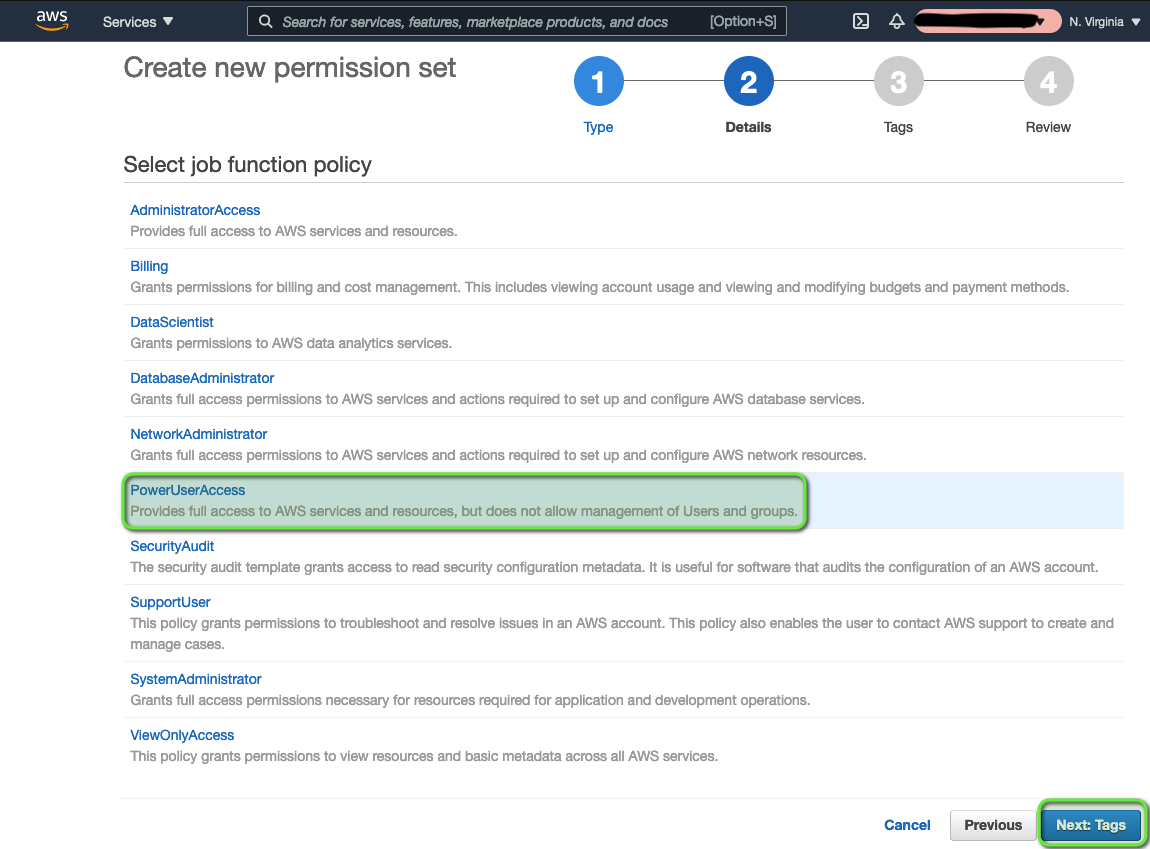 aws
Services
Search for services, features, marketplace products, and docs [Option+S]
N. Virginia
Create new permission set
1 2 3 4
Type Details Tags Review
Select job function policy
AdministratorAccess
Provides full access to AWS services and resources.
Billing
Grants permissions for billing and cost management. This includes viewing account usage and viewing and modifying budgets and payment methods.
DataScientist
Grants permissions to AWS data analytics services.
DatabaseAdministrator
Grants full access permissions to AWS services and actions required to set up and configure AWS database services.
NetworkAdministrator
Grants full access permissions to AWS services and actions required to set up and configure AWS network resources.
PowerUserAccess
Provides full access to AWS services and resources, but does not allow management of Users and groups.
SecurityAudit
The security audit template grants access to read security configuration metadata. It is useful for software that audits the configuration of an AWS account.
SupportUser
This policy grants permissions to troubleshoot and resolve issues in an AWS account. This policy also enables the user to contact AWS support to create and
manage cases.
SystemAdministrator
Grants full access permissions necessary for resources required for application and development operations.
ViewOnlyAccess
This policy grants permissions to view resources and basic metadata across all AWS services.
Cancel Previous Next: Tags